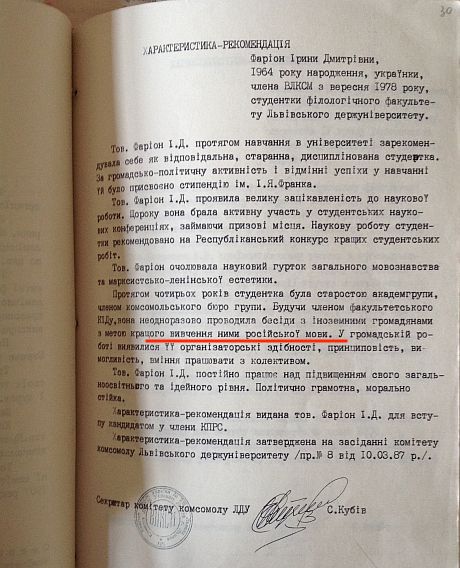 30
ХАРАКТЕРИСТИКА-РЕКОМЕНДАЦІЯ
Фаріон Ірини Дмитрівни,
1964 року народження, українки,
члена ВЛКСМ з вересня 1978 року,
студентки філологічного факульте-
ту Львівського держуніверситету.
Тов. Фаріон І.Д. протягом навчання в університеті зарекомен-
дувала себе як відповідальна, старанна, дисциплінована студентка.
За громадсько-політичну активність і відмінні успіхи у навчанні
їй було присвоєно стипендію ім. І.Я.Франка.
Тов. Фаріон І.Д. проявила велику зацікавленість до наукової
роботи. Щороку вона брала активну участь у студентських науко-
вих конференціях, займаючи призові місця. Наукову роботу студен-
тки рекомендовано на Республіканський конкурс кращих студентських
робіт.
Тов. Фаріон очолювала науковий гурток загального мовознавства
та марксистсько-ленінської естетики.
Протягом чотирьох років студентка була старостою академгрупи,
членом комсомольського бюро групи. Будучи членом факультетського
КІДу, вона неодноразово проводила бесіди з іноземними громадянами
з метою кращого вивчення ними російської мови. У громадській ро-
боті виявилися її організаторські здібності, принциповість, ви-
могливість, вміння працювати з колективом.
Тов. Фаріон І.Д. постійно працює над підвищенням свого загаль-
ноосвітнього та ідейного рівня. Політично грамотна, морально
стійка.
Характеристика-рекомендація видана тов. Фаріон І.Д. для всту-
пу кандидатом у члени КПРС.
Характеристика-рекомендація затверджена на засіданні комітету
комсомолу Львівського держуніверситету /пр.№ 8 від 10.03.87 р./.
Секретар комітету комсомолу ЛДУ С.Кубів
ВЛКСМ